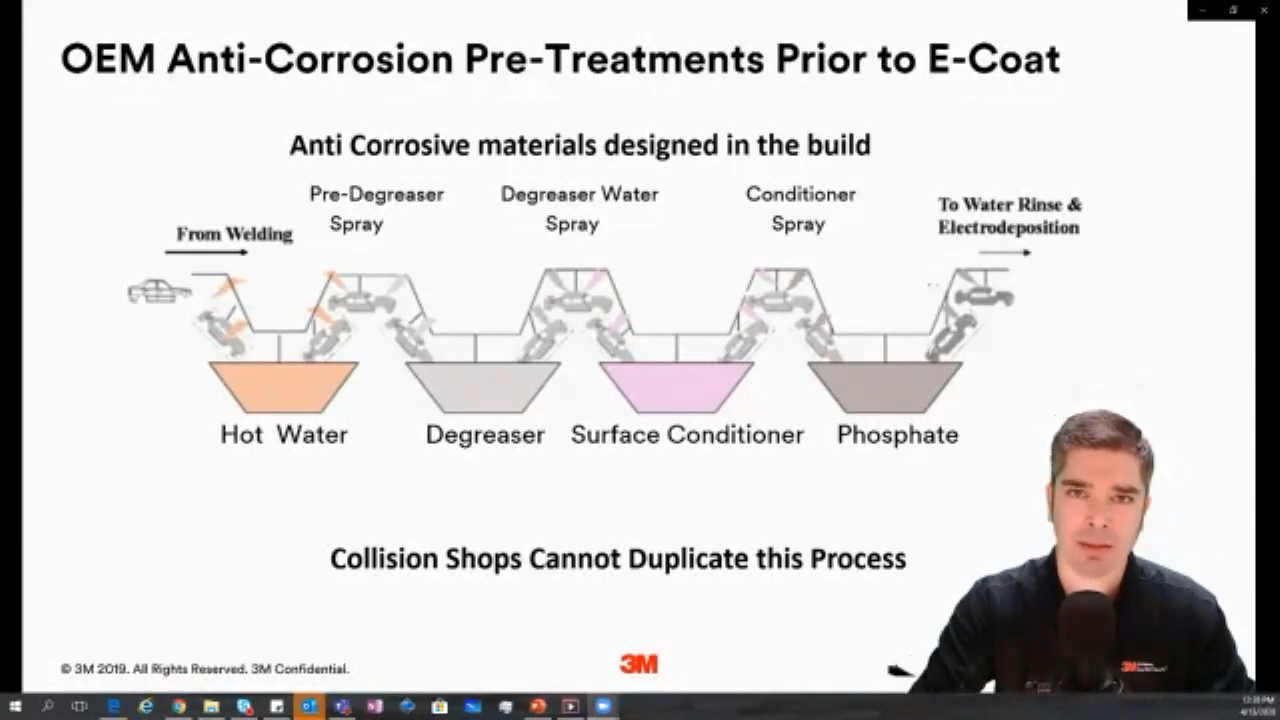 OEM Anti-Corrosion Pre-Treatments Prior to E-Coat
Anti Corrosive materials designed in the build
Pre-Degreaser
Spray
Degreaser Water
Spray
Conditioner
Spray
To Water Rinse &
Electrodeposition
From Welding
Hot Water
Degreaser
Surface Conditioner
Phosphate
Collision Shops Cannot Duplicate this Process
© 3M 2019. All Rights Reserved. 3M Confidential.
3M
3M